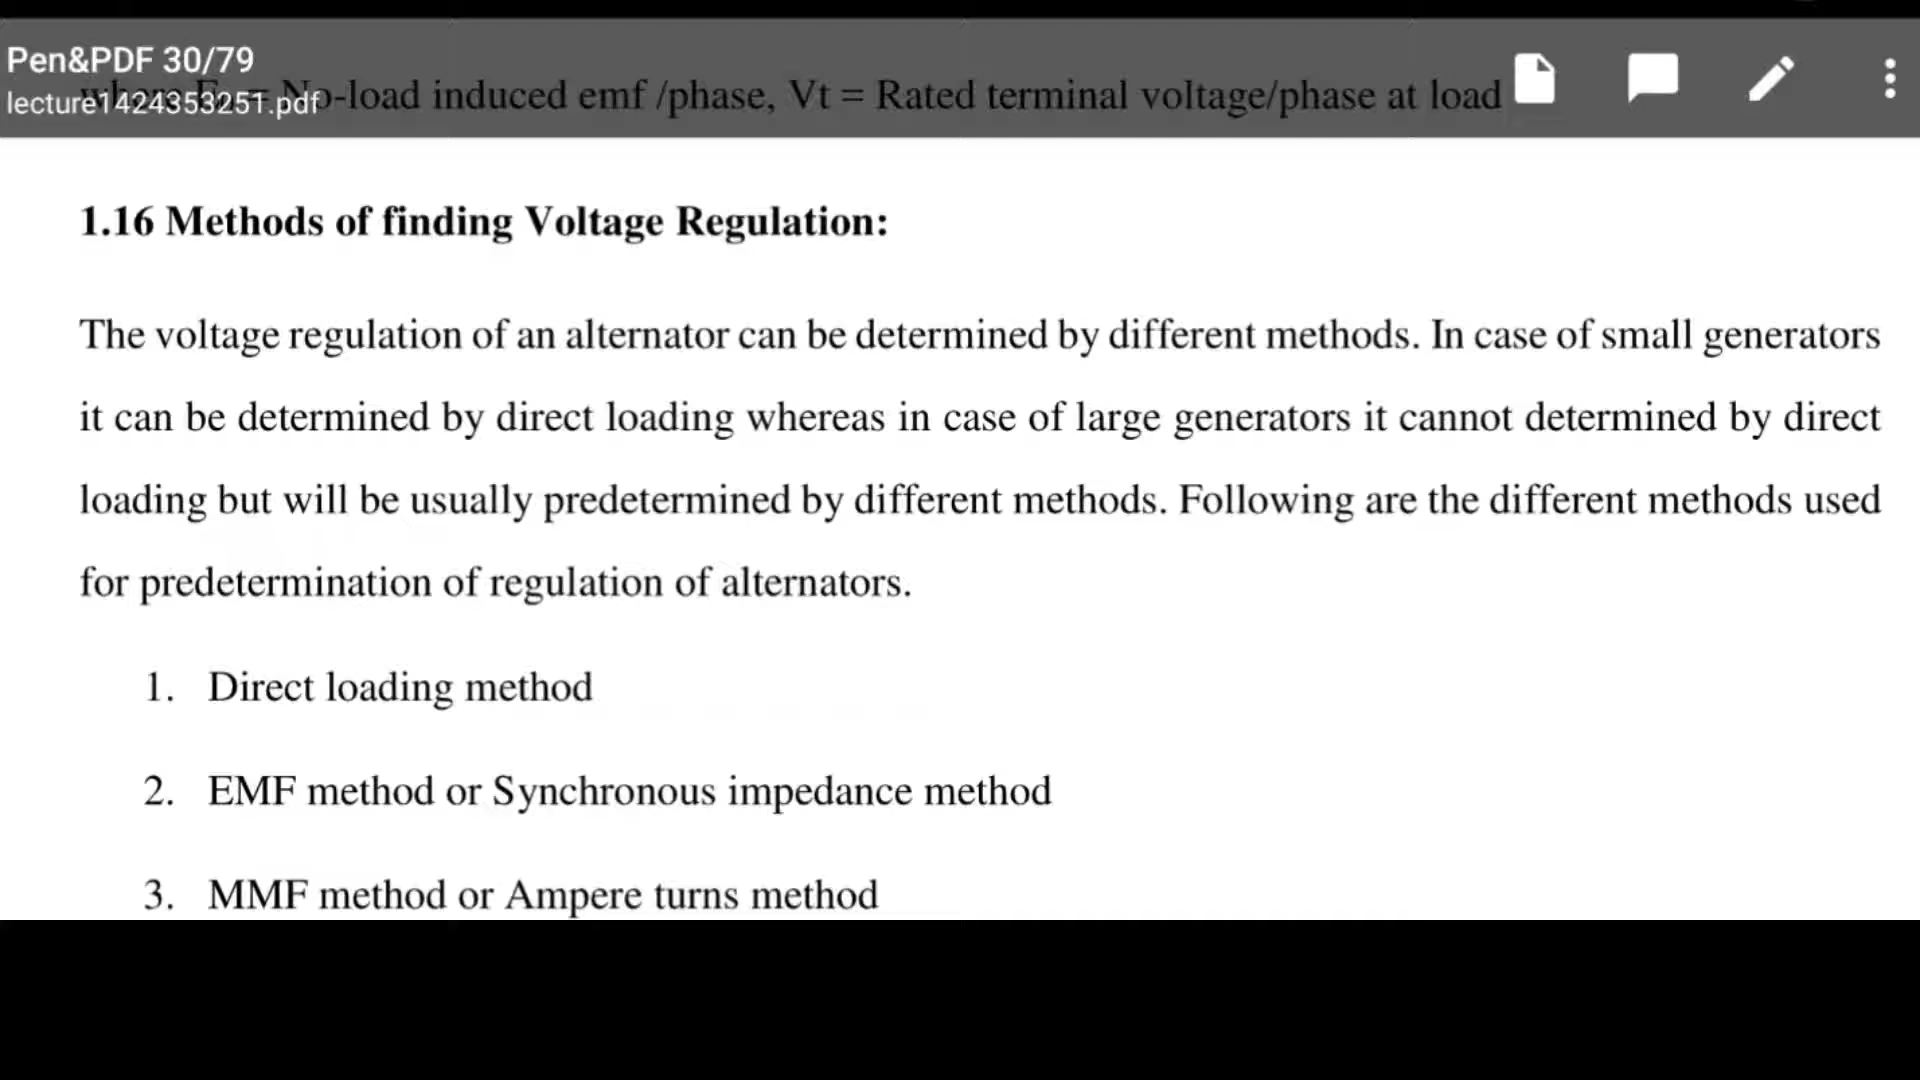 Pen&PDF 30/79
lecture1424353251.pdf
No-load induced emf /phase, Vt = Rated terminal voltage/phase at load
1.16 Methods of finding Voltage Regulation:
The voltage regulation of an alternator can be determined by different methods. In case of small generators
it can be determined by direct loading whereas in case of large generators it cannot determined by direct
loading but will be usually predetermined by different methods. Following are the different methods used
for predetermination of regulation of alternators.
1. Direct loading method
2. EMF method or Synchronous impedance method
3. MMF method or Ampere turns method